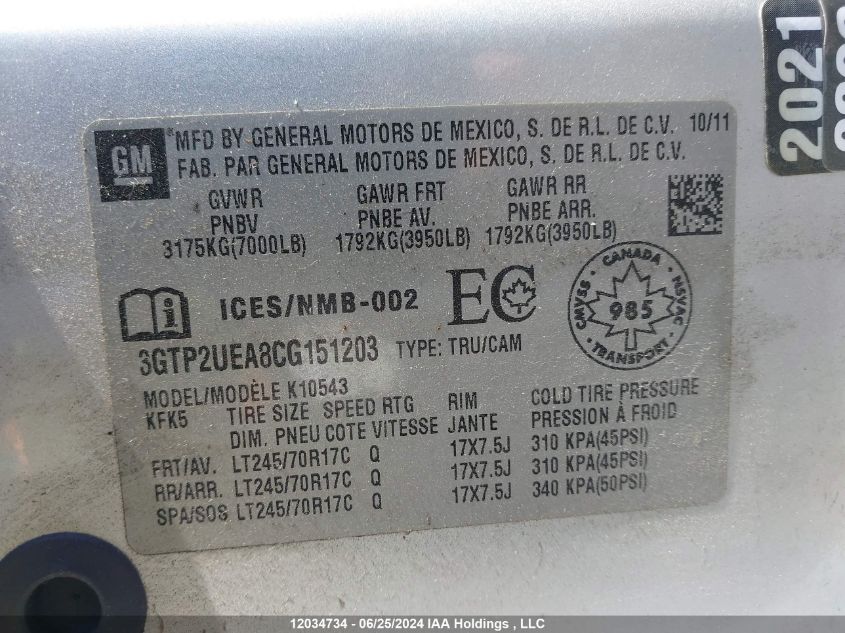 2021
GM
*MFD BY GENERAL MOTORS DE MEXICO, S. DE R.L. DE C.V. 10/11
FAB. PAR GENERAL MOTORS DE MEXICO, S. DE R.L. DE C.V.
GVWR GAWR FRT GAWR RR
PNBV PNBE AV. PNBE ARR.
3175KG(7000LB) 1792KG(3950LB) 1792KG(3950LB)
ICES/NMB-002 EC
CANADA
CMVSS 985 NSVAC
TRANSPORT
3GTP2UEA8CG151203 TYPE: TRU/CAM
MODEL/MODÈLE K10543
KFK5 TIRE SIZE SPEED RTG RIM COLD TIRE PRESSURE
DIM. PNEU COTE VITESSE JANTE PRESSION À FROID
FRT/AV. LT245/70R17C Q 17X7.5J 310 KPA(45PSI)
RR/ARR. LT245/70R17C Q 17X7.5J 310 KPA(45PSI)
SPA/SOS LT245/70R17C Q 17X7.5J 340 KPA(50PSI)
12034734 - 06/25/2024 IAA Holdings , LLC